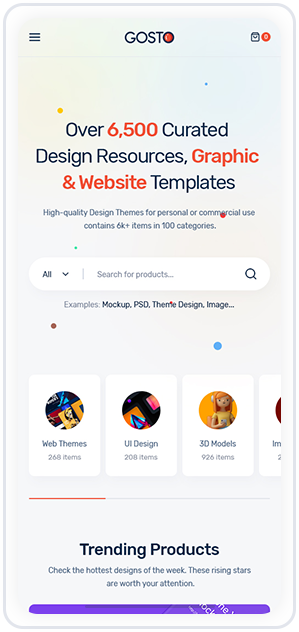 GOSTO
0
Over 6,500 Curated
Design Resources, Graphic
& Website Templates
High-quality Design Themes for personal or commercial use
contains 6k+ items in 100 categories.
All
Search for products...
Examples: Mockup, PSD, Theme Design, Image...
Web Themes
268 items
UI Design
208 items
3D Models
926 items
Im
2
Trending Products
Check the hottest designs of the week. These rising stars
are worth your attention.